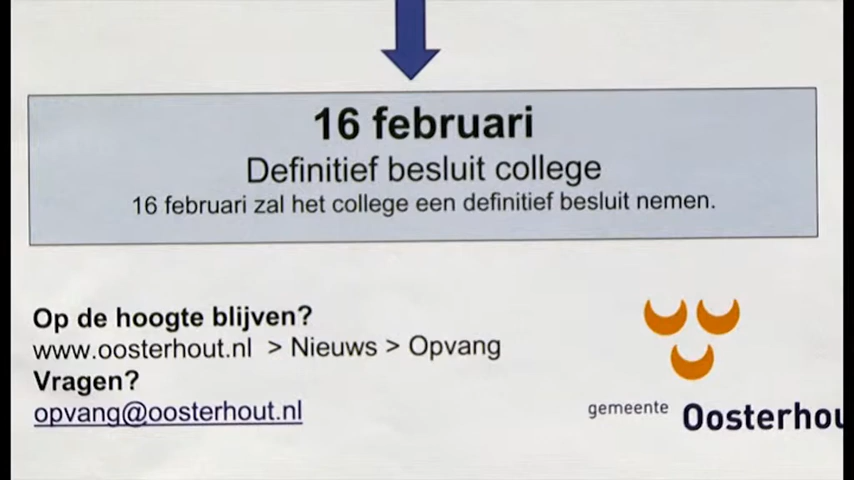 16 februari
Definitief besluit college
16 februari zal het college een definitief besluit nemen.
Op de hoogte blijven?
www.oosterhout.nl > Nieuws > Opvang
Vragen?
opvang@oosterhout.nl
gemeente Oosterhou